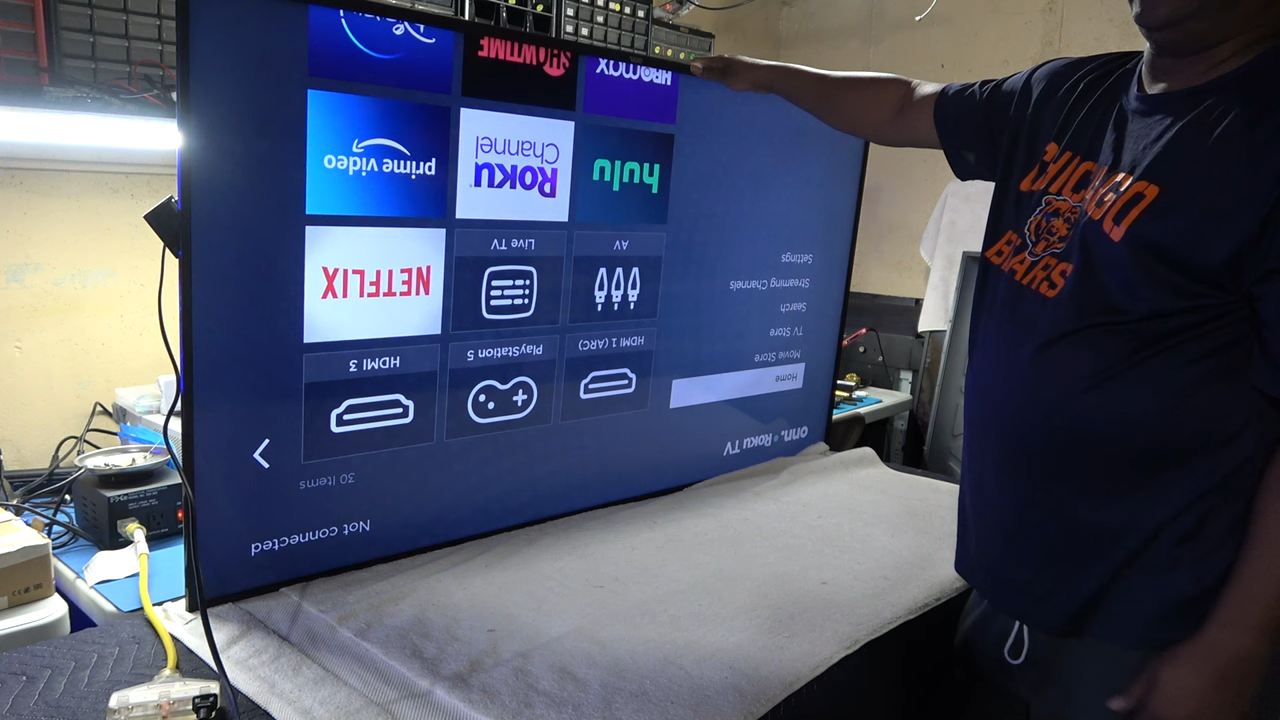 onn. Roku TV
Not connected
30 Items
Home
Movie Store
TV Store
Search
Streaming Channels
Settings
HDMI 1 (ARC)
PlayStation 5
HDMI 3
AV
Live TV
NETFLIX
hulu
Roku
Channel
prime video
HBOmax
SHOWTIME
CHICAGO
BEARS